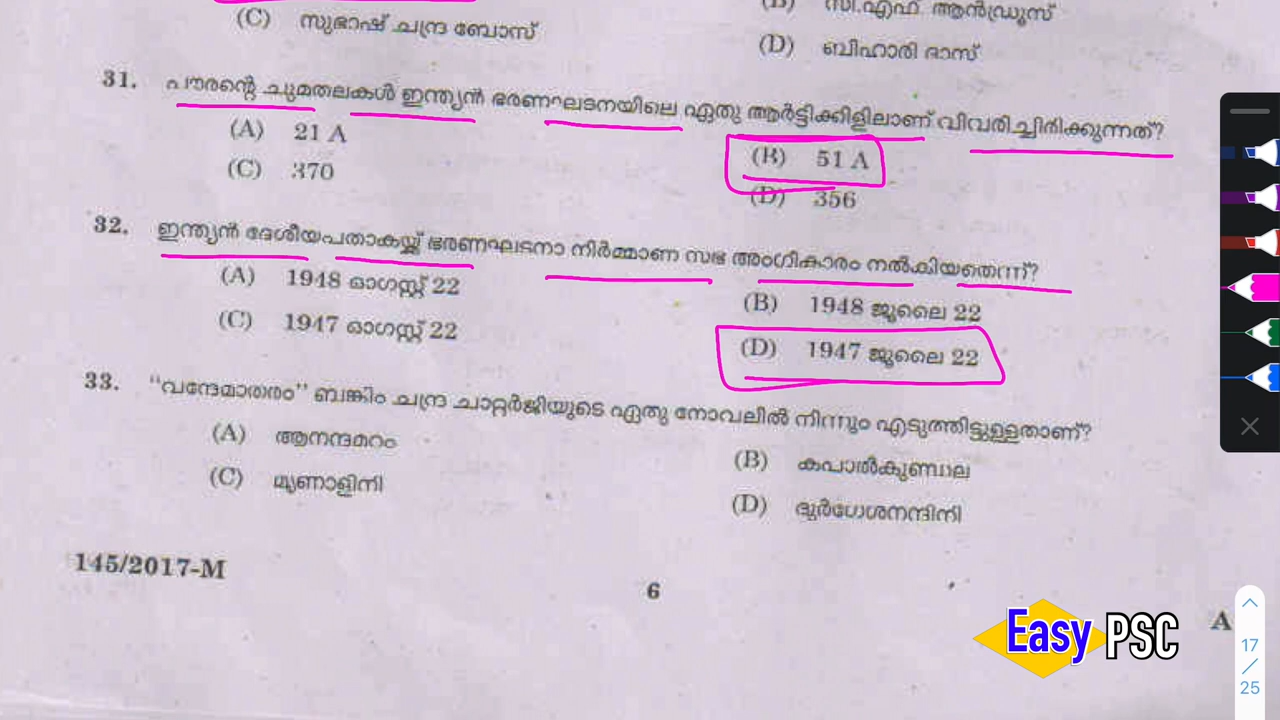 (C) സുഭാഷ് ചന്ദ്ര ബോസ്
(B) സി.എഫ് ആൻഡ്രൂസ്
(D) ബിഹാരി ദാസ്
31. പൗരന്റെ ചുമതലകൾ ഇന്ത്യൻ ഭരണഘടനയിലെ ഏതു ആർട്ടിക്കിളിലാണ് വിവരിച്ചിരിക്കുന്നത്?
(A) 21 A
(B) 51 A
(C) 370
(D) 356
32. ഇന്ത്യൻ ദേശീയപതാകയ്ക്ക് ഭരണഘടനാ നിർമ്മാണ സഭ അംഗീകാരം നൽകിയതെന്ന്?
(A) 1948 ഓഗസ്റ്റ് 22
(B) 1948 ജൂലൈ 22
(C) 1947 ഓഗസ്റ്റ് 22
(D) 1947 ജൂലൈ 22
33. “വന്ദേമാതരം” ബങ്കിം ചന്ദ്ര ചാറ്റർജിയുടെ ഏതു നോവലിൽ നിന്നും എടുത്തിട്ടുള്ളതാണ്?
(A) ആനന്ദമഠം
(B) കപാൽകുണ്ഡല
(C) മൃണാളിനി
(D) ദുർഗേശനന്ദിനി
145/2017-M
6
A
Easy PSC
17
/
25